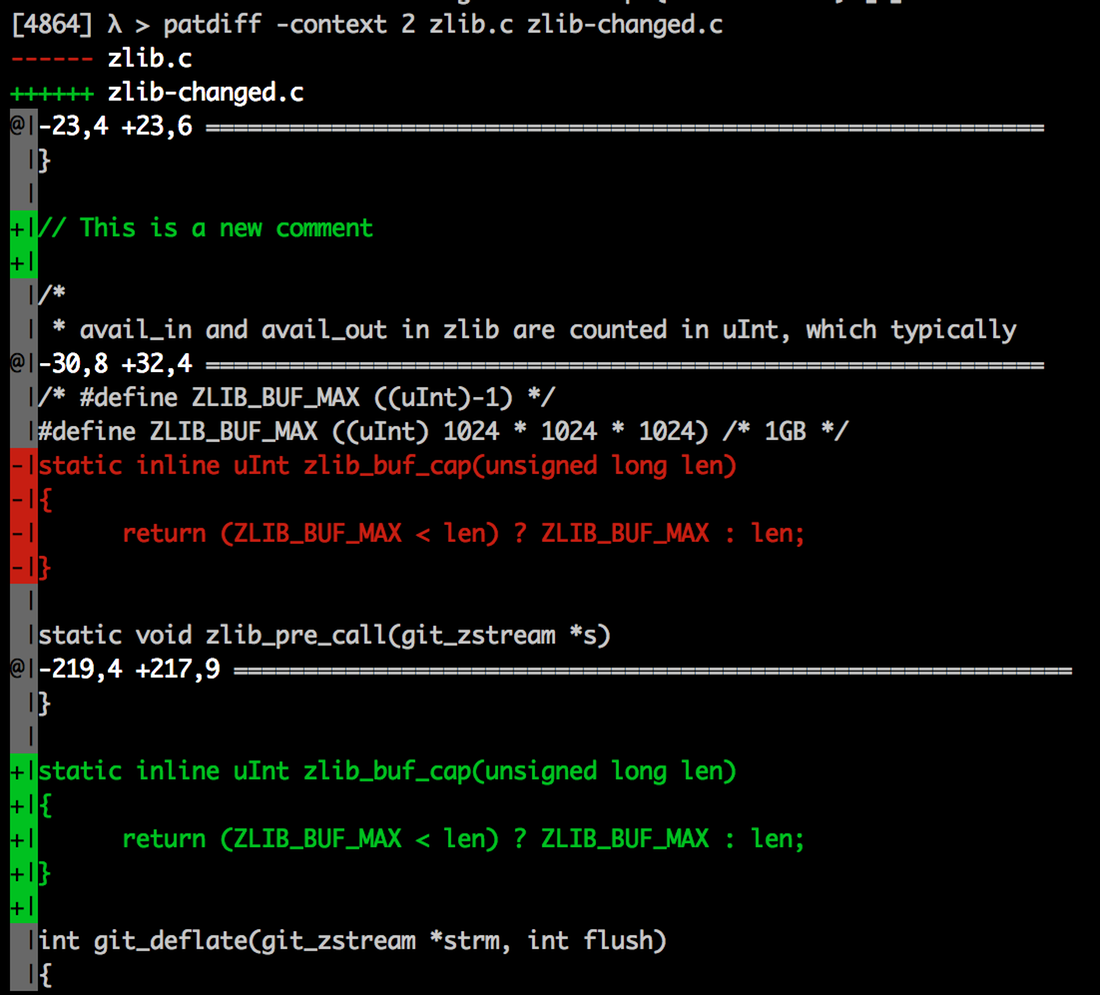 [4864] λ > patdiff -context 2 zlib.c zlib-changed.c
------ zlib.c
++++++ zlib-changed.c
@|-23,4 +23,6 ============================================================
 |}
 |
+|// This is a new comment
+|
 |/*
 | * avail_in and avail_out in zlib are counted in uInt, which typically
@|-30,8 +32,4 ============================================================
 |/* #define ZLIB_BUF_MAX ((uInt)-1) */
 |#define ZLIB_BUF_MAX ((uInt) 1024 * 1024 * 1024) /* 1GB */
-|static inline uInt zlib_buf_cap(unsigned long len)
-|{
-|      return (ZLIB_BUF_MAX < len) ? ZLIB_BUF_MAX : len;
-|}
 |
 |static void zlib_pre_call(git_zstream *s)
@|-219,4 +217,9 ============================================================
 |}
 |
+|static inline uInt zlib_buf_cap(unsigned long len)
+|{
+|      return (ZLIB_BUF_MAX < len) ? ZLIB_BUF_MAX : len;
+|}
+|
 |int git_deflate(git_zstream *strm, int flush)
 |{